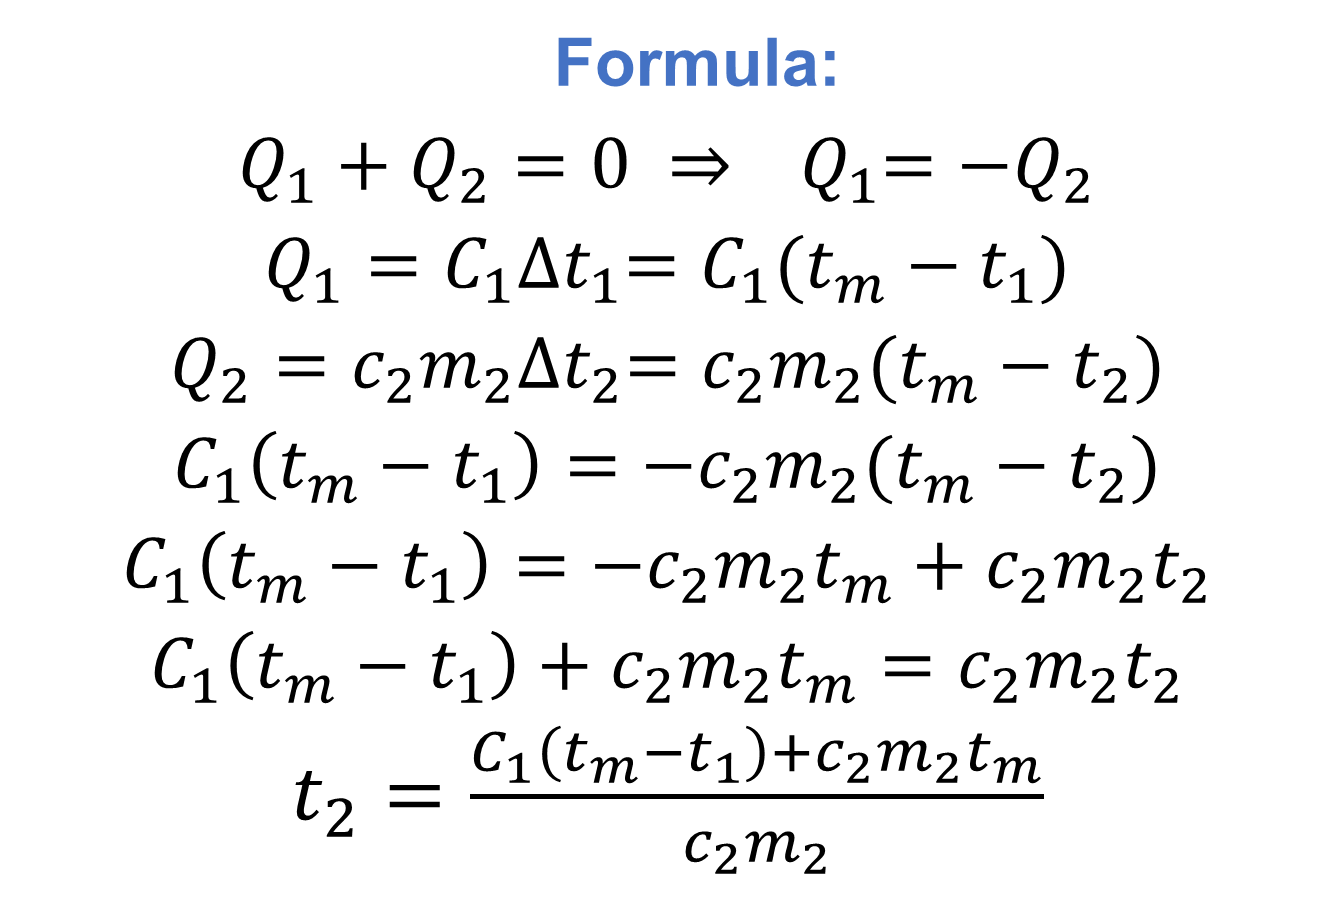 Formula:
Q₁ + Q₂ = 0 ⇒ Q₁= −Q₂
Q₁ = C₁Δt₁= C₁(tₘ − t₁)
Q₂ = c₂m₂Δt₂= c₂m₂(tₘ − t₂)
C₁(tₘ − t₁) = −c₂m₂(tₘ − t₂)
C₁(tₘ − t₁) = −c₂m₂tₘ + c₂m₂t₂
C₁(tₘ − t₁) + c₂m₂tₘ = c₂m₂t₂
t₂ = (C₁(tₘ−t₁)+c₂m₂tₘ)/(c₂m₂)